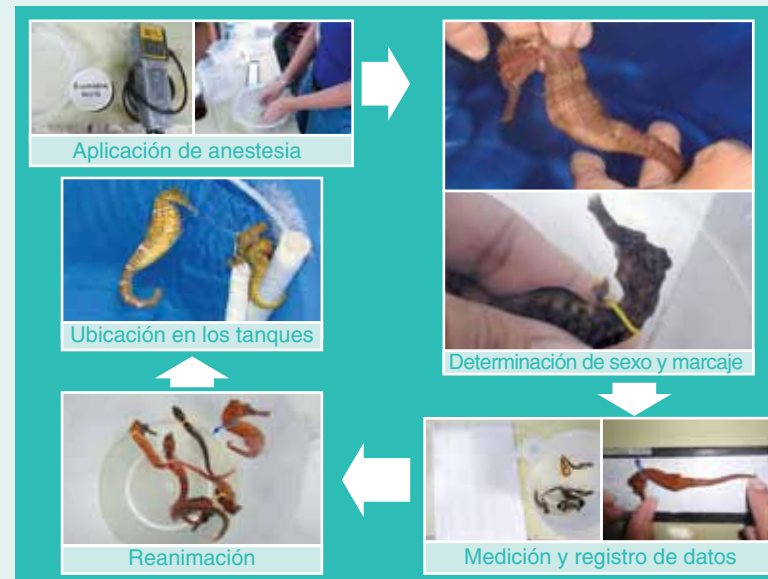 Aplicación de anestesia
Determinación de sexo y marcaje
Medición y registro de datos
Reanimación
Ubicación en los tanques